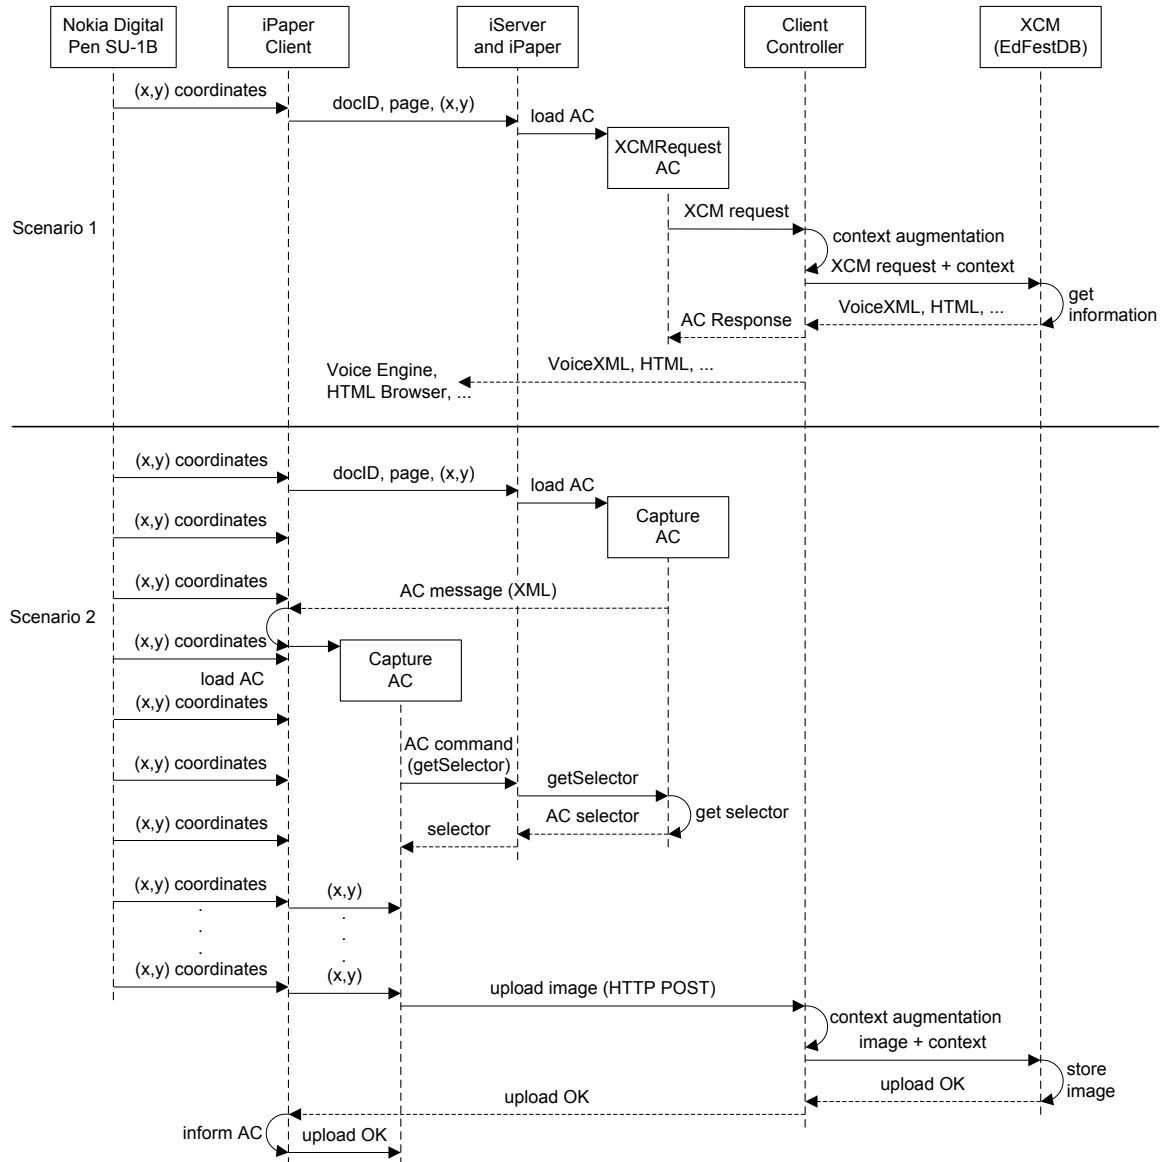 Nokia Digital
Pen SU-1B
iPaper
Client
iServer
and iPaper
Client
Controller
XCM
(EdFestDB)
(x,y) coordinates
docID, page, (x,y)
load AC
XCMRequest
AC
Scenario 1
XCM request
context augmentation
XCM request + context
get
information
VoiceXML, HTML, ...
AC Response
VoiceXML, HTML, ...
Voice Engine,
HTML Browser, ...
(x,y) coordinates
docID, page, (x,y)
load AC
Capture
AC
(x,y) coordinates
(x,y) coordinates
AC message (XML)
Scenario 2
(x,y) coordinates
Capture
AC
load AC
(x,y) coordinates
AC command
(getSelector)
(x,y) coordinates
getSelector
get selector
AC selector
selector
(x,y) coordinates
(x,y) coordinates
(x,y)
.
.
.
.
.
.
(x,y) coordinates
(x,y)
upload image (HTTP POST)
context augmentation
image + context
store
image
upload OK
upload OK
inform AC
upload OK